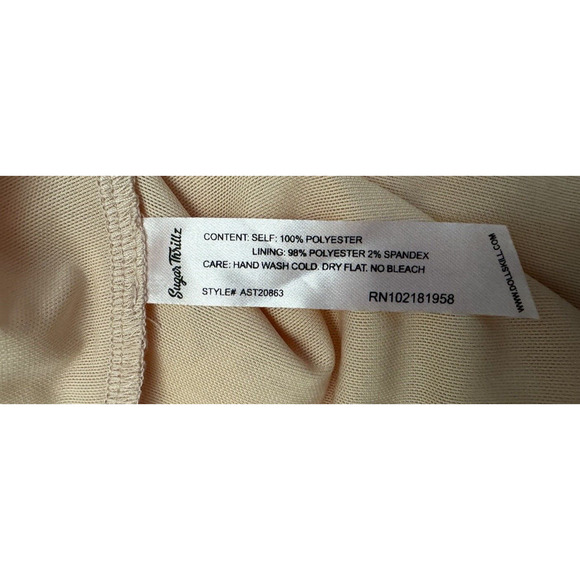 Sugar Thrillz
CONTENT: SELF: 100% POLYESTER
LINING: 98% POLYESTER 2% SPANDEX
CARE: HAND WASH COLD. DRY FLAT. NO BLEACH
STYLE# AST20863
RN102181958
WWW.DOLLSKILL.COM